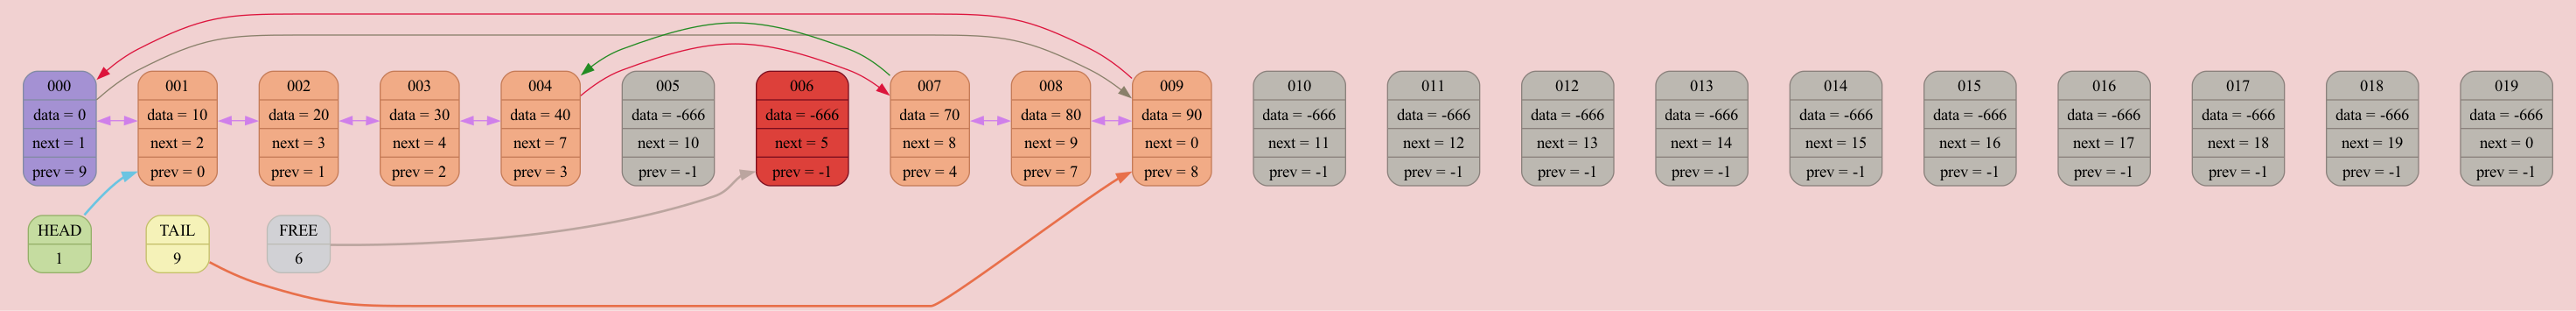 000
data = 0
next = 1
prev = 9
001
data = 10
next = 2
prev = 0
002
data = 20
next = 3
prev = 1
003
data = 30
next = 4
prev = 2
004
data = 40
next = 7
prev = 3
005
data = -666
next = 10
prev = -1
006
data = -666
next = 5
prev = -1
007
data = 70
next = 8
prev = 4
008
data = 80
next = 9
prev = 7
009
data = 90
next = 0
prev = 8
010
data = -666
next = 11
prev = -1
011
data = -666
next = 12
prev = -1
012
data = -666
next = 13
prev = -1
013
data = -666
next = 14
prev = -1
014
data = -666
next = 15
prev = -1
015
data = -666
next = 16
prev = -1
016
data = -666
next = 17
prev = -1
017
data = -666
next = 18
prev = -1
018
data = -666
next = 19
prev = -1
019
data = -666
next = 0
prev = -1
HEAD
1
TAIL
9
FREE
6